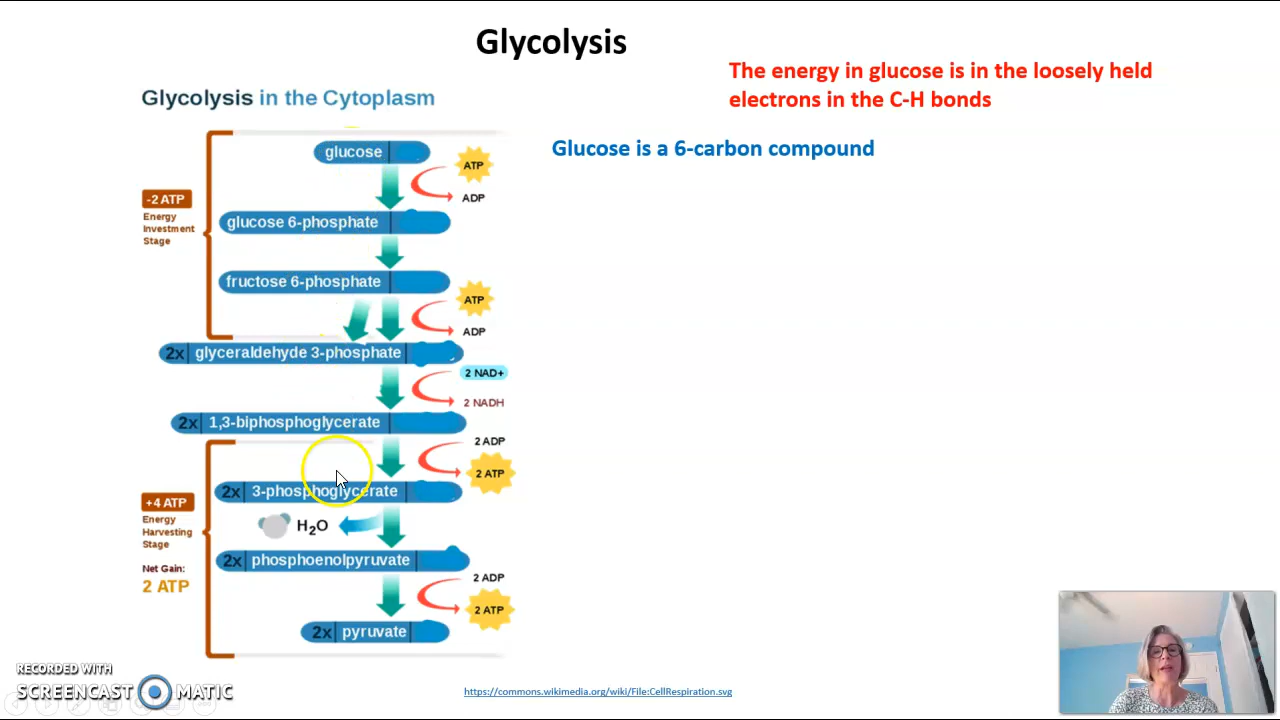 Glycolysis
The energy in glucose is in the loosely held
electrons in the C-H bonds
Glycolysis in the Cytoplasm
Glucose is a 6-carbon compound
glucose
ATP
ADP
-2 ATP
Energy
Investment
Stage
glucose 6-phosphate
fructose 6-phosphate
ATP
ADP
2x glyceraldehyde 3-phosphate
2 NAD+
2 NADH
2x 1,3-biphosphoglycerate
2 ADP
2 ATP
2x 3-phosphoglycerate
+4 ATP
Energy
Harvesting
Stage
Net Gain:
2 ATP
H₂O
2x phosphoenolpyruvate
2 ADP
2 ATP
2x pyruvate
RECORDED WITH
SCREENCAST MATIC
https://commons.wikimedia.org/wiki/File:CellRespiration.svg